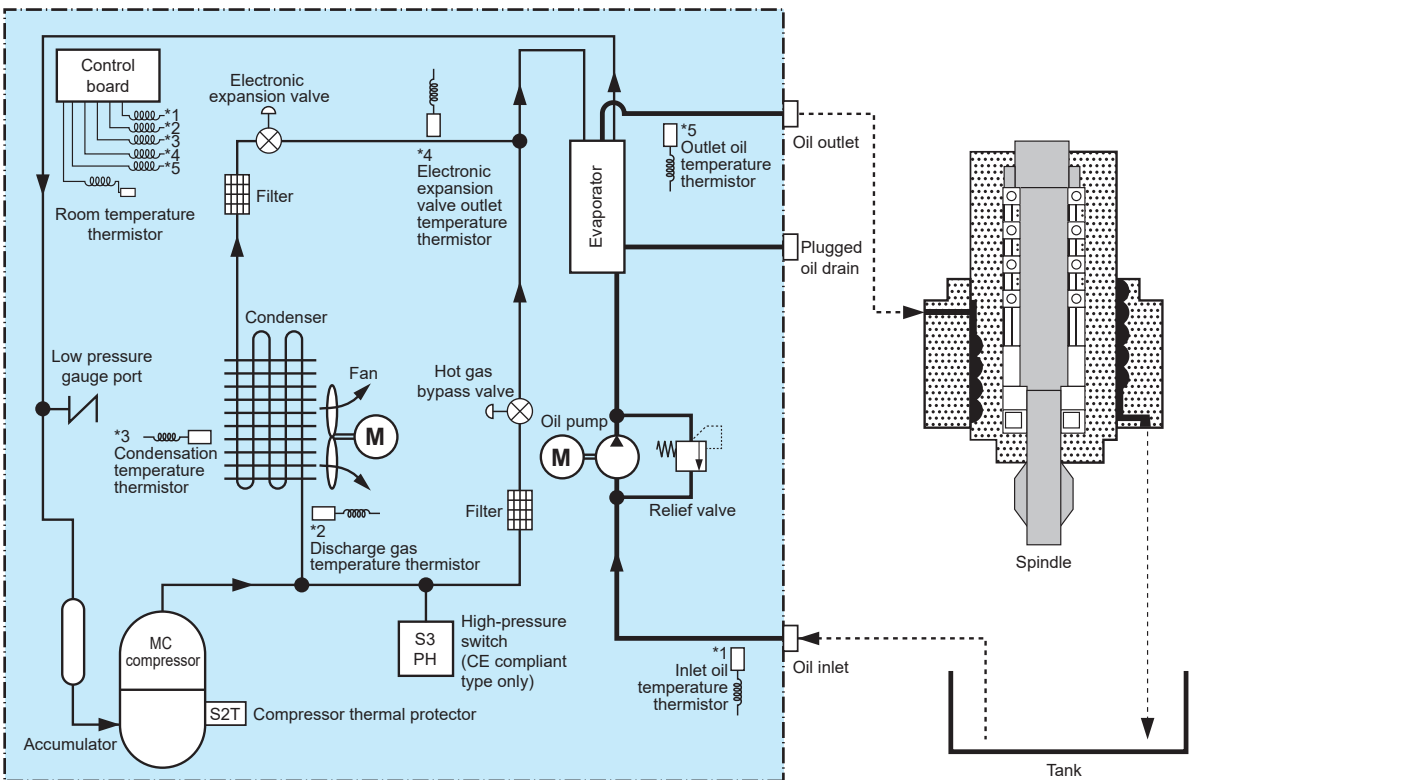 Control
board
*1
*2
*3
*4
*5
Room temperature
thermistor
Electronic
expansion valve
*4
Electronic
expansion
valve outlet
temperature
thermistor
Filter
Evaporator
*5
Outlet oil
temperature
thermistor
Oil outlet
Plugged
oil drain
Condenser
Fan
M
Low pressure
gauge port
*3
Condensation
temperature
thermistor
Hot gas
bypass valve
Oil pump
M
Relief valve
Filter
*2
Discharge gas
temperature thermistor
MC
compressor
S2T
Compressor thermal protector
Accumulator
S3
PH
High-pressure
switch
(CE compliant
type only)
*1
Inlet oil
temperature
thermistor
Oil inlet
Spindle
Tank